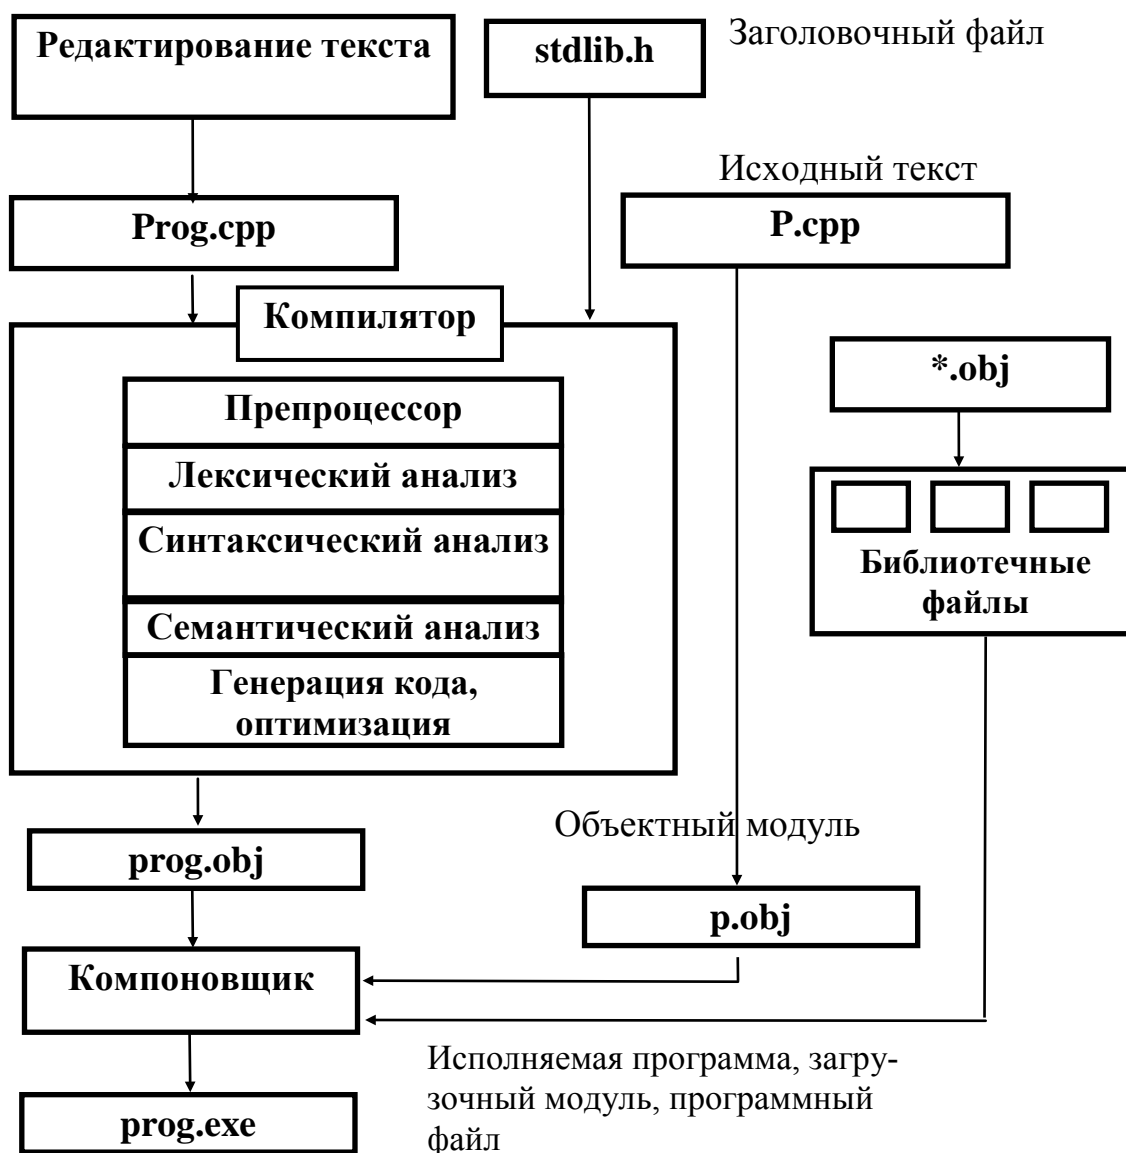 Редактирование текста
stdlib.h
Заголовочный файл
Исходный текст
Prog.cpp
P.cpp
Компилятор
*.obj
Препроцессор
Лексический анализ
Синтаксический анализ
Семантический анализ
Генерация кода,
оптимизация
Библиотечные
файлы
Объектный модуль
prog.obj
p.obj
Компоновщик
Исполняемая программа, загру-
зочный модуль, программный
файл
prog.exe